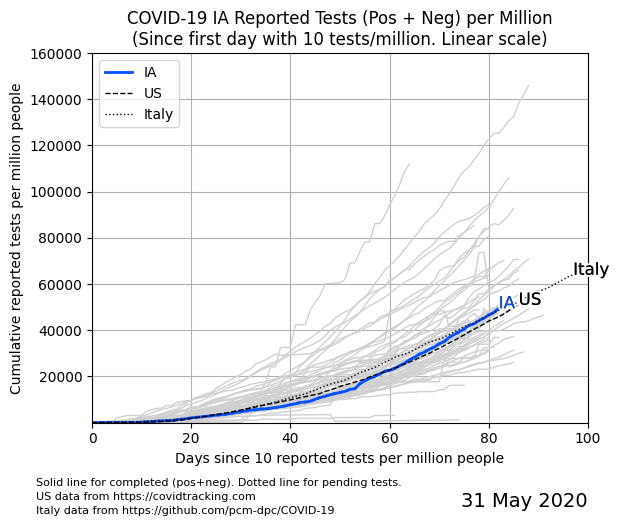 COVID-19 IA Reported Tests (Pos + Neg) per Million
(Since first day with 10 tests/million. Linear scale)
160000
140000
120000
100000
80000
60000
40000
20000
Cumulative reported tests per million people
IA
US
Italy
Italy
US
IA
0
20
40
60
80
100
Days since 10 reported tests per million people
Solid line for completed (pos+neg). Dotted line for pending tests.
US data from https://covidtracking.com
Italy data from https://github.com/pcm-dpc/COVID-19
31 May 2020